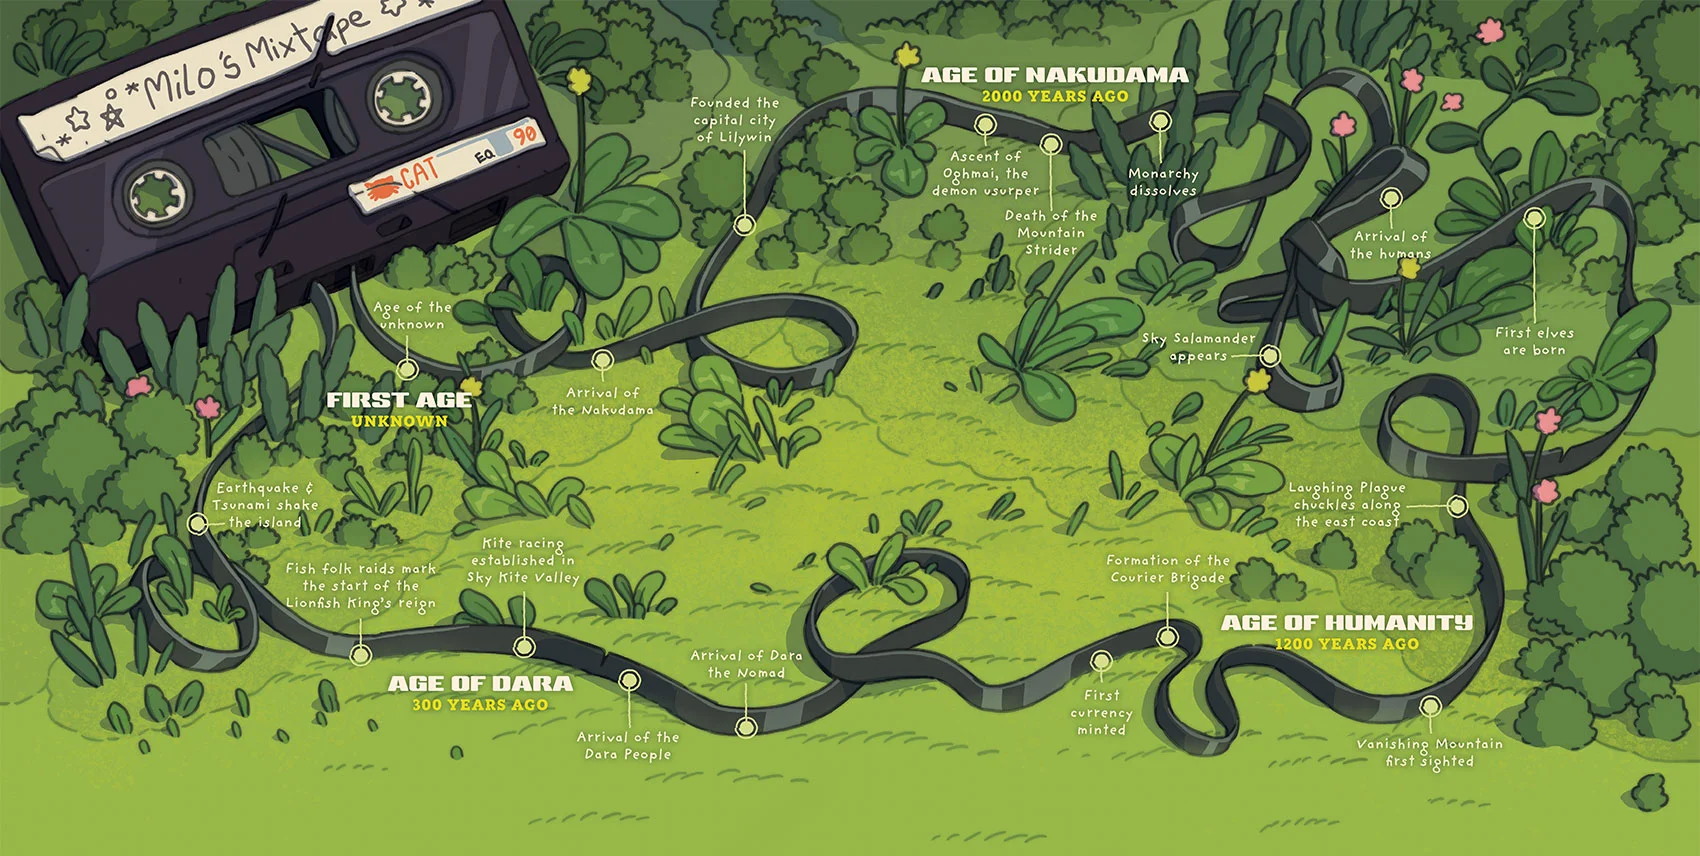 *Milo's Mixtape
CAT
EQ 90
Age of the
unknown
FIRST AGE
UNKNOWN
Arrival of
the Nakudama
Founded the
capital city
of Lilywin
AGE OF NAKUDAMA
2000 YEARS AGO
Ascent of
Oghmai, the
demon usurper
Death of the
Mountain
Strider
Monarchy
dissolves
Sky Salamander
appears
Arrival of
the humans
First elves
are born
Laughing Plague
chuckles along
the east coast
Vanishing Mountain
first sighted
AGE OF HUMANITY
1200 YEARS AGO
Formation of the
Courier Brigade
First
currency
minted
Arrival of Dara
the Nomad
Arrival of the
Dara People
AGE OF DARA
300 YEARS AGO
Kite racing
established in
Sky Kite Valley
Fish folk raids mark
the start of the
Lionfish King's reign
Earthquake &
Tsunami shake
the island